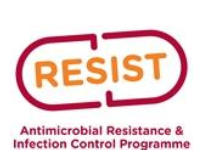 RESIST
Antimicrobial Resistance &
Infection Control Programme